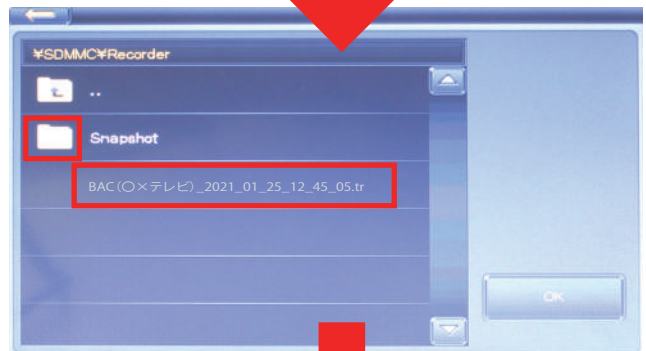 ¥SDMMC¥Recorder
..
Snapshot
BAC(〇×テレビ)_2021_01_25_12_45_05.tr
OK